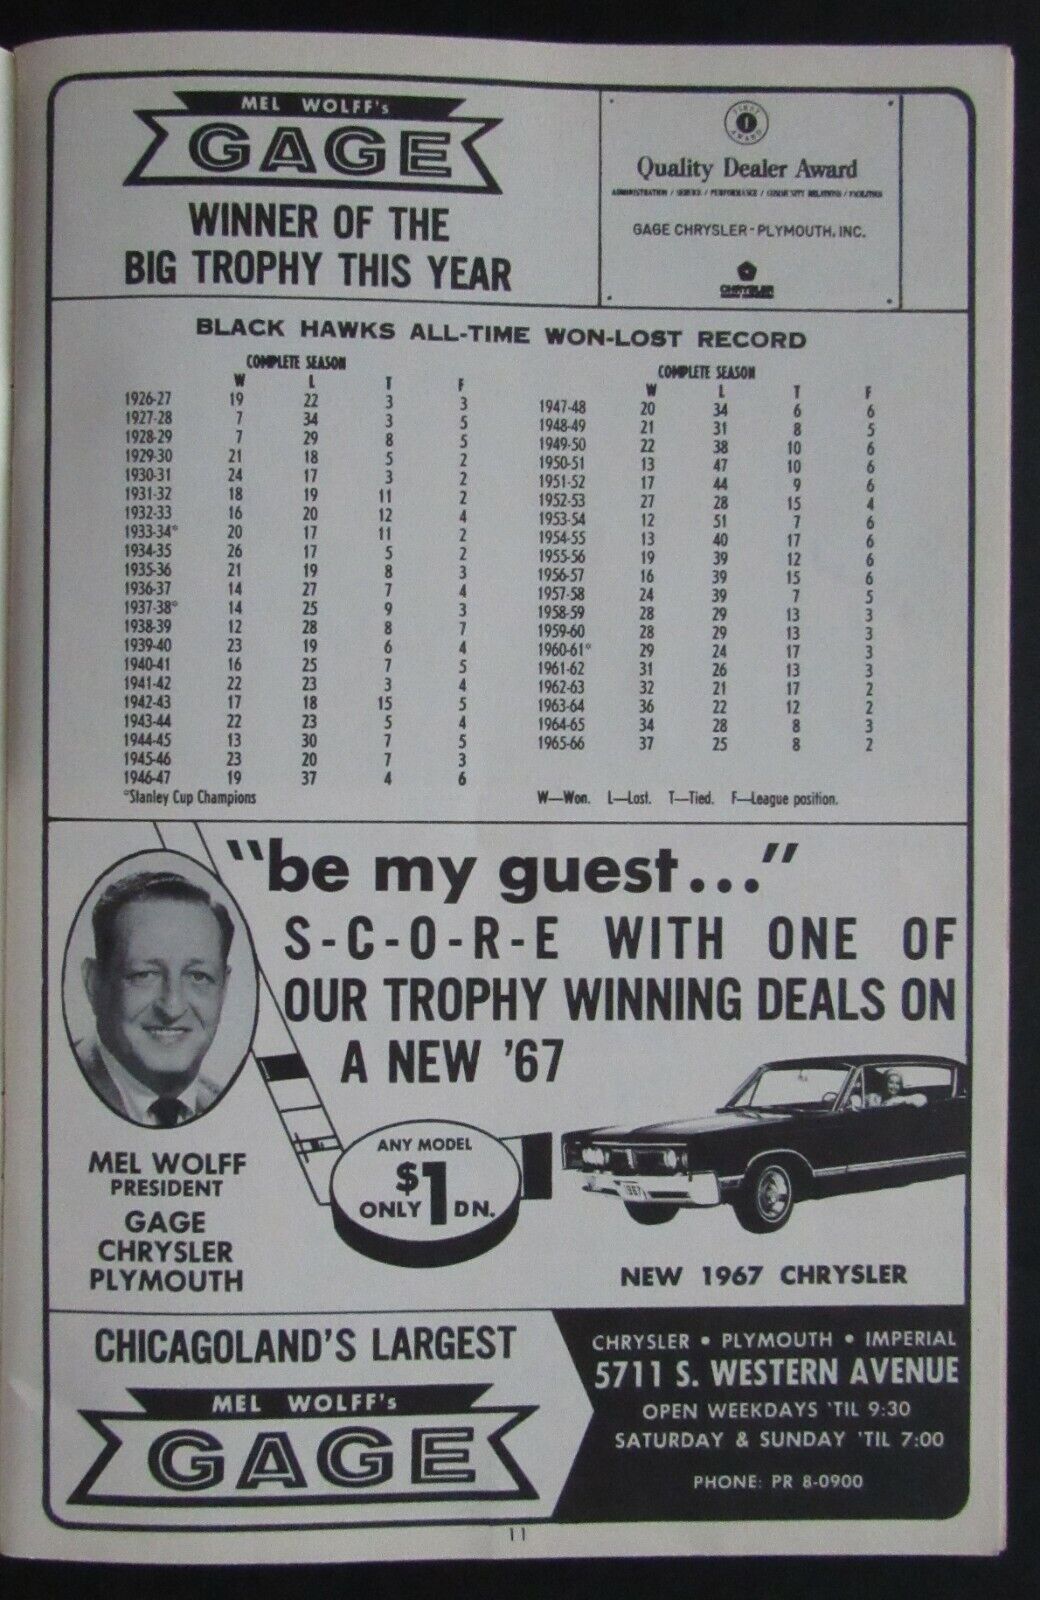 MEL WOLFF's
GAGE
WINNER OF THE
BIG TROPHY THIS YEAR
FIRST
AWARD
Quality Dealer Award
ADMINISTRATION / SERVICE / PERFORMANCE / COMMUNITY RELATIONS / FACILITIES
GAGE CHRYSLER-PLYMOUTH, INC.
CHRYSLER
BLACK HAWKS ALL-TIME WON-LOST RECORD
COMPLETE SEASON
W L T F
1926-27 19 22 3 3
1927-28 7 34 3 5
1928-29 7 29 8 5
1929-30 21 18 5 2
1930-31 24 17 3 2
1931-32 18 19 11 2
1932-33 16 20 12 4
1933-34* 20 17 11 2
1934-35 26 17 5 2
1935-36 21 19 8 3
1936-37 14 27 7 4
1937-38* 14 25 9 3
1938-39 12 28 8 7
1939-40 23 19 6 4
1940-41 16 25 7 5
1941-42 22 23 3 4
1942-43 17 18 15 5
1943-44 22 23 5 4
1944-45 13 30 7 5
1945-46 23 20 7 3
1946-47 19 37 4 6
*Stanley Cup Champions
COMPLETE SEASON
W L T F
1947-48 20 34 6 6
1948-49 21 31 8 5
1949-50 22 38 10 6
1950-51 13 47 10 6
1951-52 17 44 9 6
1952-53 27 28 15 4
1953-54 12 51 7 6
1954-55 13 40 17 6
1955-56 19 39 12 6
1956-57 16 39 15 6
1957-58 24 39 7 5
1958-59 28 29 13 3
1959-60 28 29 13 3
1960-61* 29 24 17 3
1961-62 31 26 13 3
1962-63 32 21 17 2
1963-64 36 22 12 2
1964-65 34 28 8 3
1965-66 37 25 8 2
W—Won. L—Lost. T—Tied. F—League position.
"be my guest..."
S-C-O-R-E WITH ONE OF
OUR TROPHY WINNING DEALS ON
A NEW '67
MEL WOLFF
PRESIDENT
GAGE
CHRYSLER
PLYMOUTH
ANY MODEL
$1
ONLY DN.
1967
NEW 1967 CHRYSLER
CHICAGOLAND'S LARGEST
MEL WOLFF's
GAGE
CHRYSLER • PLYMOUTH • IMPERIAL
5711 S. WESTERN AVENUE
OPEN WEEKDAYS 'TIL 9:30
SATURDAY & SUNDAY 'TIL 7:00
PHONE: PR 8-0900
11